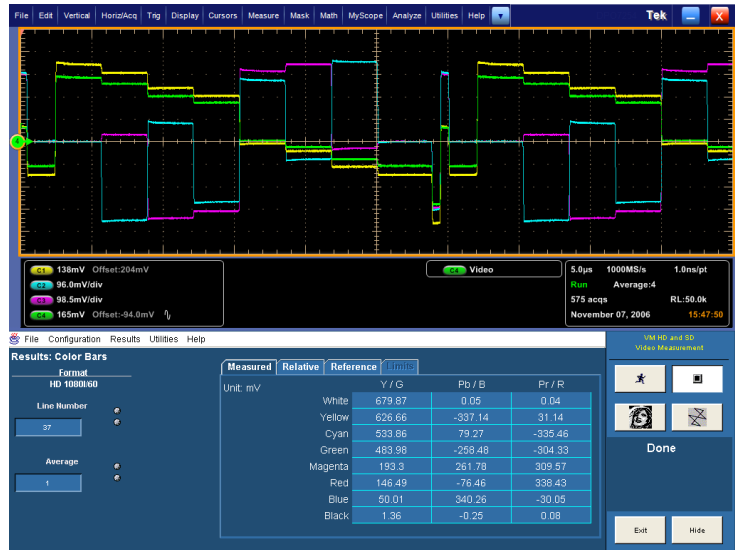 File Edit Vertical Horiz/Acq Trig Display Cursors Measure Mask Math MyScope Analyze Utilities Help Tek X
C1 138mV Offset:204mV
C2 96.0mV/div
C3 98.5mV/div
C4 165mV Offset:-94.0mV
C4 Video
5.0µs 1000MS/s 1.0ns/pt
Run Average:4
575 acqs RL:50.0k
November 07, 2006 15:47:50
File Configuration Results Utilities Help
VM HD and SD
Video Measurement
Results: Color Bars
Format
HD 1080I/60
Line Number
37
Average
1
Measured Relative Reference Limits
Unit: mV Y / G Pb / B Pr / R
White 679.87 0.05 0.04
Yellow 626.66 -337.14 31.14
Cyan 533.86 79.27 -335.46
Green 483.98 -258.48 -304.33
Magenta 193.3 261.78 309.57
Red 146.49 -76.46 338.43
Blue 50.01 340.26 -30.05
Black 1.36 -0.25 0.08
Done
Exit Hide